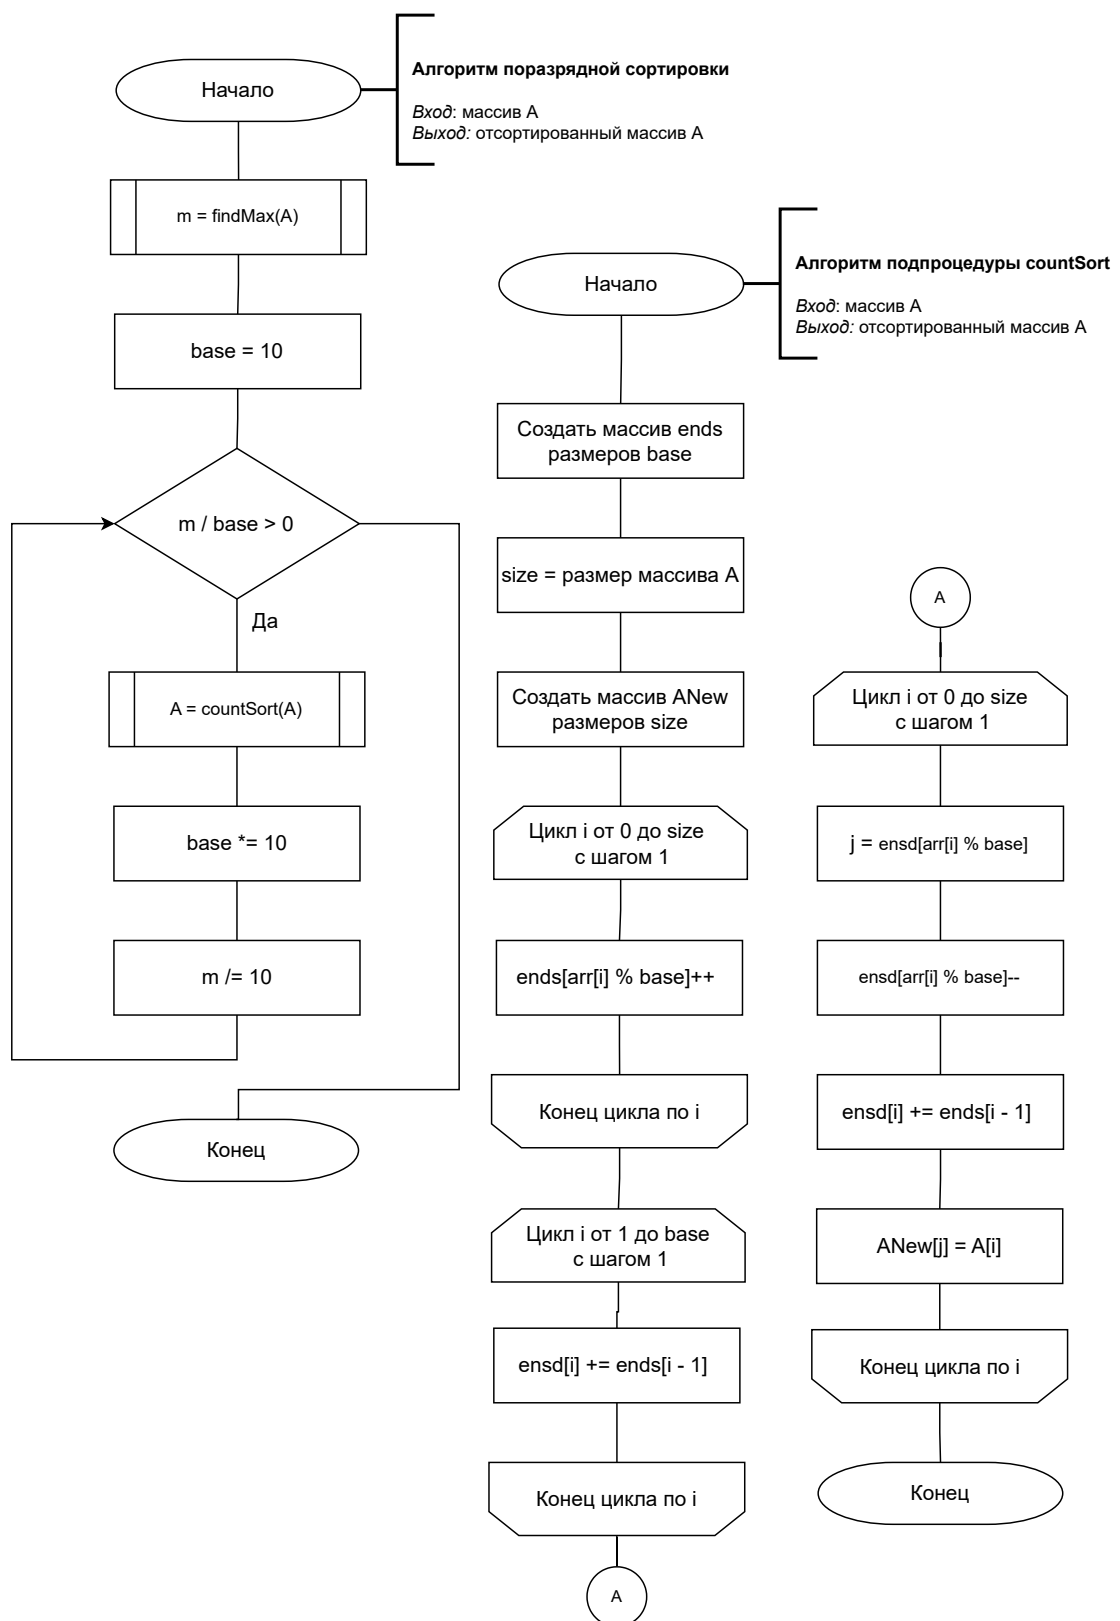 Начало
Алгоритм поразрядной сортировки
Вход: массив A
Выход: отсортированный массив A
m = findMax(A)
base = 10
m / base > 0
Да
A = countSort(A)
base *= 10
m /= 10
Конец
Начало
Алгоритм подпроцедуры countSort
Вход: массив A
Выход: отсортированный массив A
Создать массив ends
размеров base
size = размер массива A
Создать массив ANew
размеров size
Цикл i от 0 до size
с шагом 1
ends[arr[i] % base]++
Конец цикла по i
Цикл i от 1 до base
с шагом 1
ensd[i] += ends[i - 1]
Конец цикла по i
A
A
Цикл i от 0 до size
с шагом 1
j = ensd[arr[i] % base]
ensd[arr[i] % base]--
ensd[i] += ends[i - 1]
ANew[j] = A[i]
Конец цикла по i
Конец